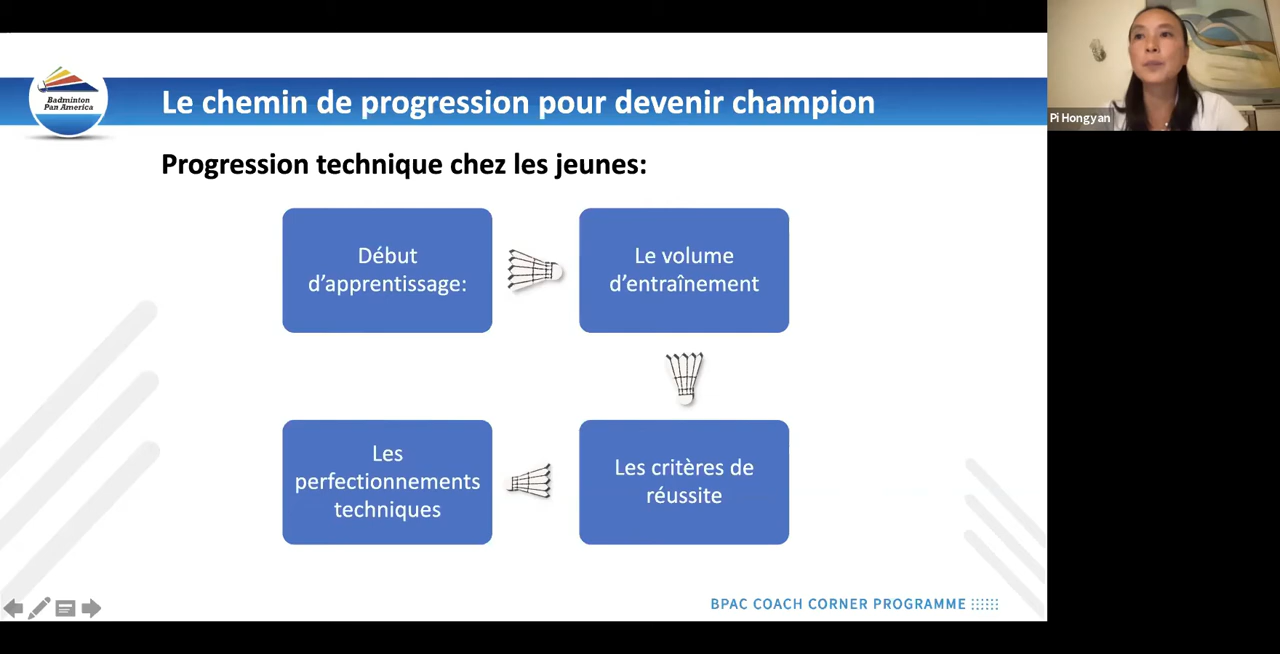 Badminton
Pan America
Le chemin de progression pour devenir champion
Pi Hongyan
Progression technique chez les jeunes:
Début
d'apprentissage:
Le volume
d'entraînement
Les
perfectionnements
techniques
Les critères de
réussite
BPAC COACH CORNER PROGRAMME